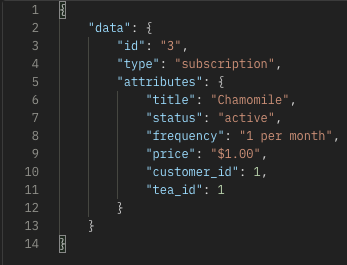 1 {
2     "data": {
3         "id": "3",
4         "type": "subscription",
5         "attributes": {
6             "title": "Chamomile",
7             "status": "active",
8             "frequency": "1 per month",
9             "price": "$1.00",
10             "customer_id": 1,
11             "tea_id": 1
12         }
13     }
14 }